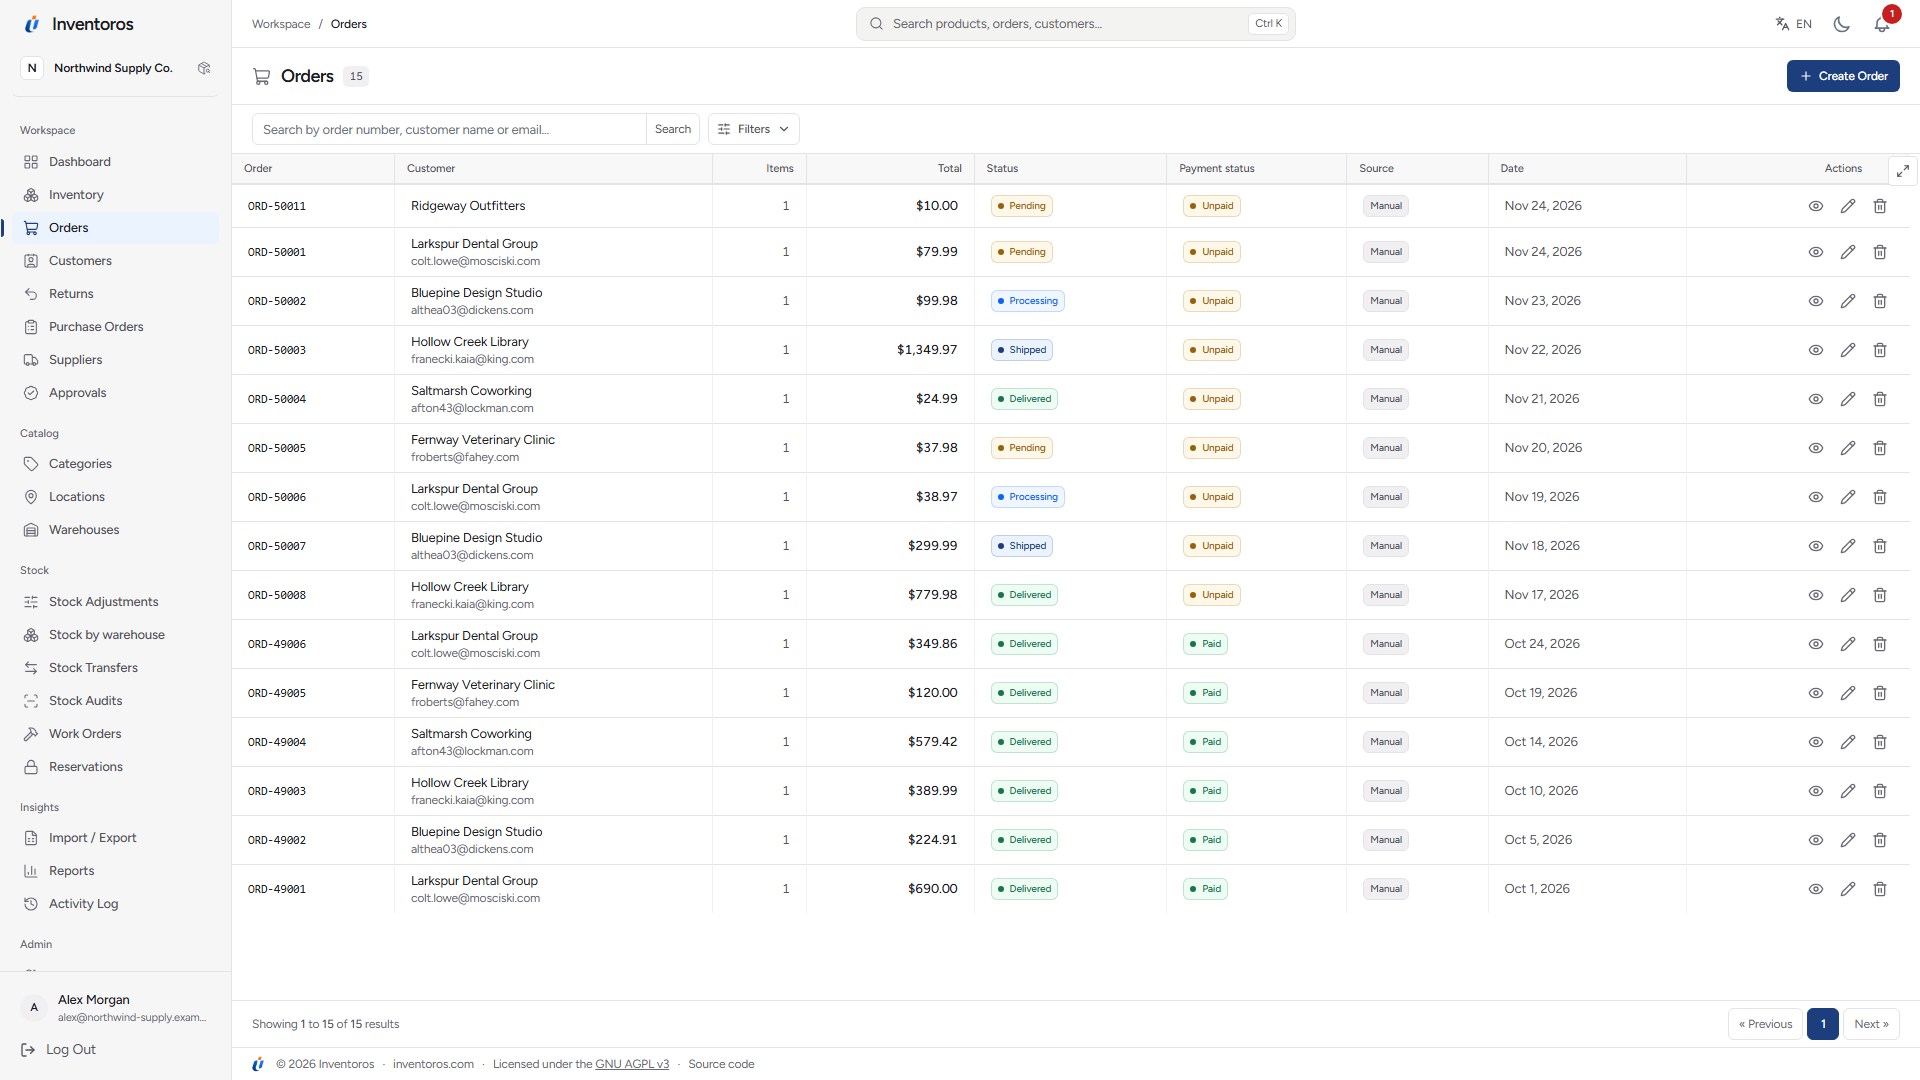 Inventoros
N Northwind Supply Co.
Workspace
Dashboard
Inventory
Orders
Customers
Returns
Purchase Orders
Suppliers
Approvals
Catalog
Categories
Locations
Warehouses
Stock
Stock Adjustments
Stock by warehouse
Stock Transfers
Stock Audits
Work Orders
Reservations
Insights
Import / Export
Reports
Activity Log
Admin
A Alex Morgan
alex@northwind-supply.exam...
Log Out
Workspace / Orders
Search products, orders, customers... Ctrl K
EN 1
Orders 15
Create Order
Search by order number, customer name or email... Search Filters
Order Customer Items Total Status Payment status Source Date Actions
ORD-50011 Ridgeway Outfitters 1 $10.00 Pending Unpaid Manual Nov 24, 2026
ORD-50001 Larkspur Dental Group 1 $79.99 Pending Unpaid Manual Nov 24, 2026
colt.lowe@mosciski.com
ORD-50002 Bluepine Design Studio 1 $99.98 Processing Unpaid Manual Nov 23, 2026
althea03@dickens.com
ORD-50003 Hollow Creek Library 1 $1,349.97 Shipped Unpaid Manual Nov 22, 2026
franecki.kaia@king.com
ORD-50004 Saltmarsh Coworking 1 $24.99 Delivered Unpaid Manual Nov 21, 2026
afton43@lockman.com
ORD-50005 Fernway Veterinary Clinic 1 $37.98 Pending Unpaid Manual Nov 20, 2026
froberts@fahey.com
ORD-50006 Larkspur Dental Group 1 $38.97 Processing Unpaid Manual Nov 19, 2026
colt.lowe@mosciski.com
ORD-50007 Bluepine Design Studio 1 $299.99 Shipped Unpaid Manual Nov 18, 2026
althea03@dickens.com
ORD-50008 Hollow Creek Library 1 $779.98 Delivered Unpaid Manual Nov 17, 2026
franecki.kaia@king.com
ORD-49006 Larkspur Dental Group 1 $349.86 Delivered Paid Manual Oct 24, 2026
colt.lowe@mosciski.com
ORD-49005 Fernway Veterinary Clinic 1 $120.00 Delivered Paid Manual Oct 19, 2026
froberts@fahey.com
ORD-49004 Saltmarsh Coworking 1 $579.42 Delivered Paid Manual Oct 14, 2026
afton43@lockman.com
ORD-49003 Hollow Creek Library 1 $389.99 Delivered Paid Manual Oct 10, 2026
franecki.kaia@king.com
ORD-49002 Bluepine Design Studio 1 $224.91 Delivered Paid Manual Oct 5, 2026
althea03@dickens.com
ORD-49001 Larkspur Dental Group 1 $690.00 Delivered Paid Manual Oct 1, 2026
colt.lowe@mosciski.com
Showing 1 to 15 of 15 results
« Previous 1 Next »
© 2026 Inventoros · inventoros.com · Licensed under the GNU AGPL v3 · Source code